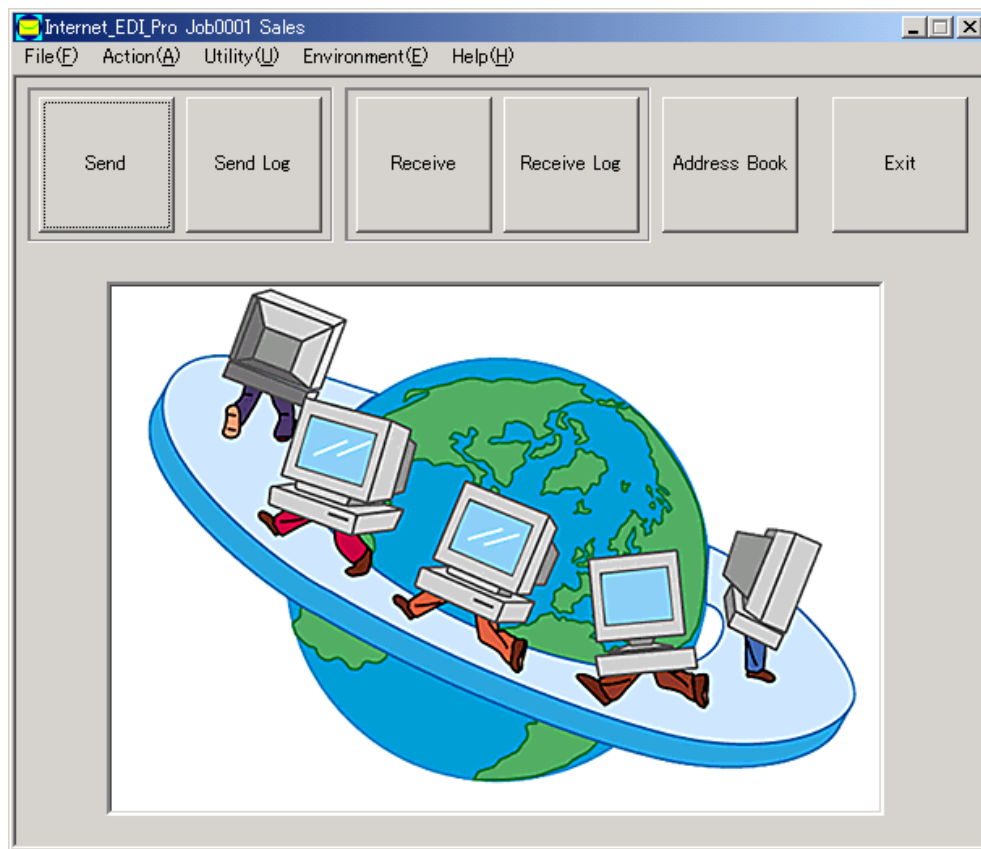 Internet_EDI_Pro Job0001 Sales
File(F) Action(A) Utility(U) Environment(E) Help(H)
Send Send Log Receive Receive Log Address Book Exit